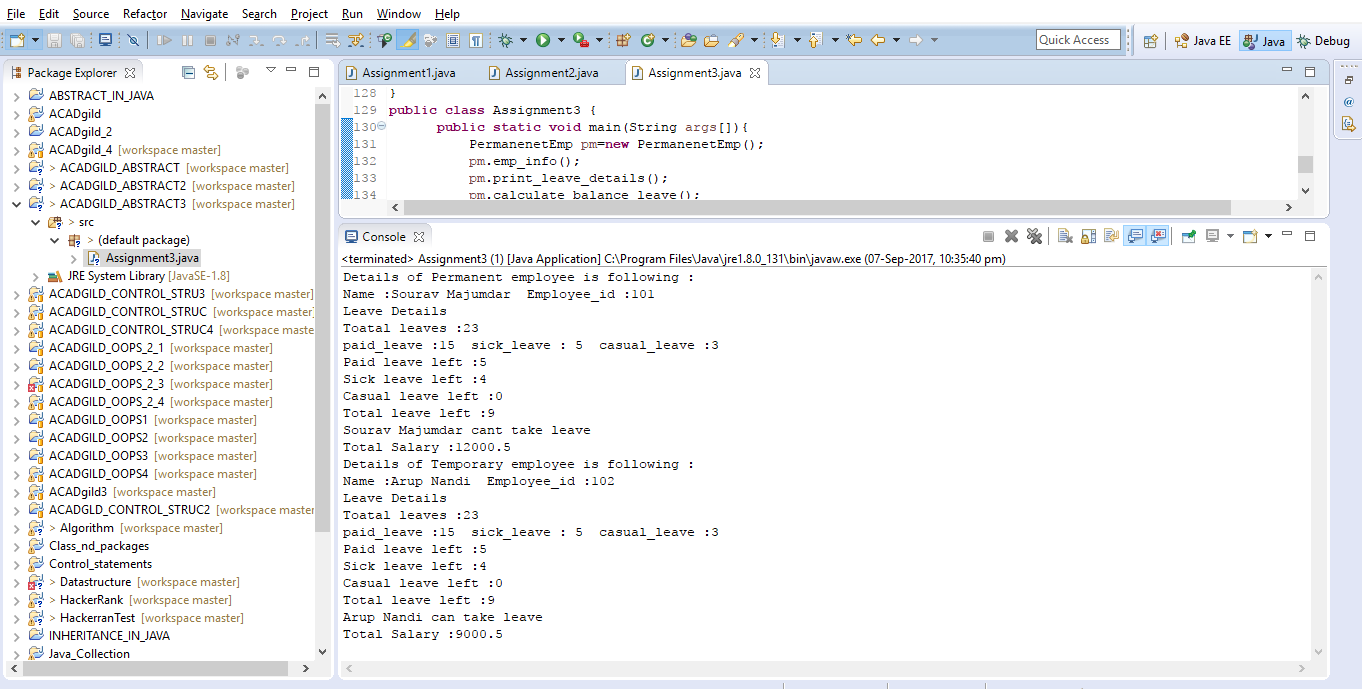 File Edit Source Refactor Navigate Search Project Run Window Help
Quick Access
Java EE
Java
Debug
Package Explorer
ABSTRACT_IN_JAVA
ACADgild
ACADgild_2
ACADgild_4 [workspace master]
> ACADGILD_ABSTRACT [workspace master]
> ACADGILD_ABSTRACT2 [workspace master]
> ACADGILD_ABSTRACT3 [workspace master]
> src
> (default package)
Assignment3.java
JRE System Library [JavaSE-1.8]
ACADGILD_CONTROL_STRU3 [workspace master]
ACADGILD_CONTROL_STRUC [workspace master]
ACADGILD_CONTROL_STRUC4 [workspace maste
ACADGILD_OOPS_2_1 [workspace master]
ACADGILD_OOPS_2_2 [workspace master]
ACADGILD_OOPS_2_3 [workspace master]
ACADGILD_OOPS_2_4 [workspace master]
ACADGILD_OOPS1 [workspace master]
ACADGILD_OOPS2 [workspace master]
ACADGILD_OOPS3 [workspace master]
ACADGILD_OOPS4 [workspace master]
ACADgild3 [workspace master]
ACADGLD_CONTROL_STRUC2 [workspace master
> Algorithm [workspace master]
Class_nd_packages
Control_statements
> Datastructure [workspace master]
> HackerRank [workspace master]
> HackerranTest [workspace master]
INHERITANCE_IN_JAVA
Java_Collection
Assignment1.java
Assignment2.java
Assignment3.java
128 }
129 public class Assignment3 {
130 public static void main(String args[]){
131 PermanenetEmp pm=new PermanenetEmp();
132 pm.emp_info();
133 pm.print_leave_details();
134 pm.calculate_balance_leave();
Console
<terminated> Assignment3 (1) [Java Application] C:\Program Files\Java\jre1.8.0_131\bin\javaw.exe (07-Sep-2017, 10:35:40 pm)
Details of Permanent employee is following :
Name :Sourav Majumdar  Employee_id :101
Leave Details
Toatal leaves :23
paid_leave :15  sick_leave : 5  casual_leave :3
Paid leave left :5
Sick leave left :4
Casual leave left :0
Total leave left :9
Sourav Majumdar cant take leave
Total Salary :12000.5
Details of Temporary employee is following :
Name :Arup Nandi  Employee_id :102
Leave Details
Toatal leaves :23
paid_leave :15  sick_leave : 5  casual_leave :3
Paid leave left :5
Sick leave left :4
Casual leave left :0
Total leave left :9
Arup Nandi can take leave
Total Salary :9000.5